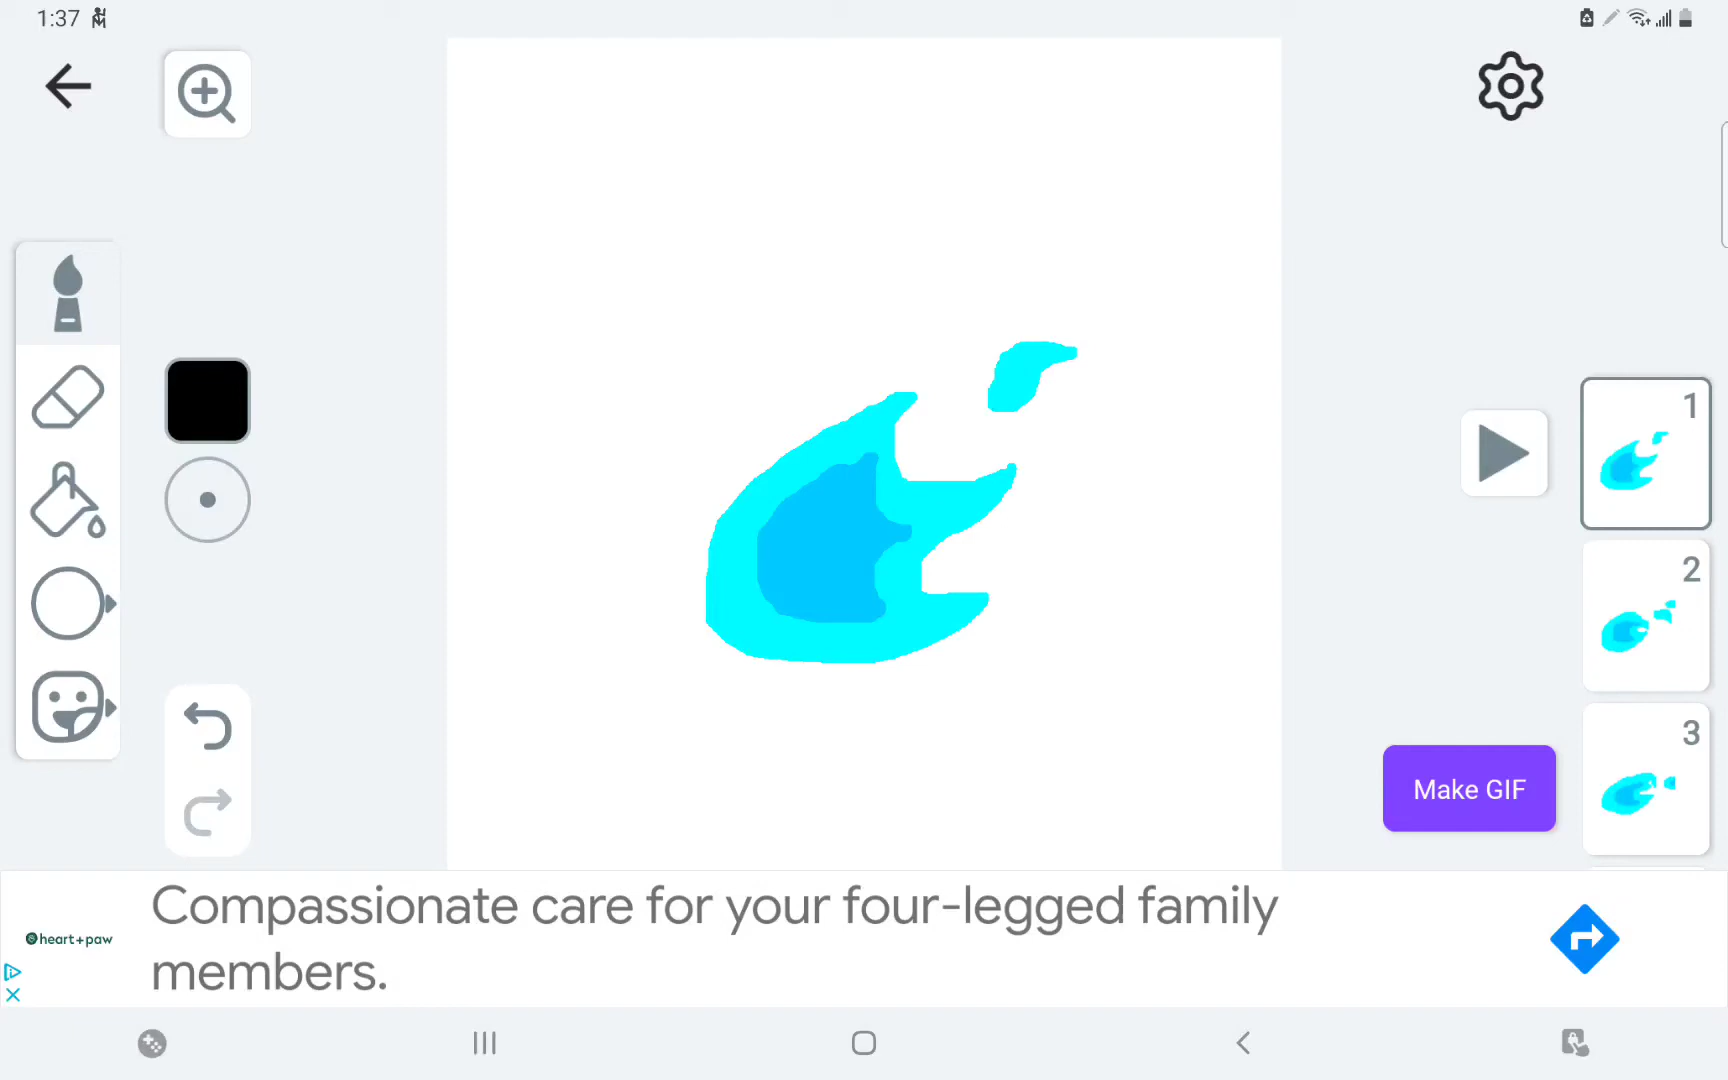 1:37
1
2
3
Make GIF
Compassionate care for your four-legged family
members.
heart+paw